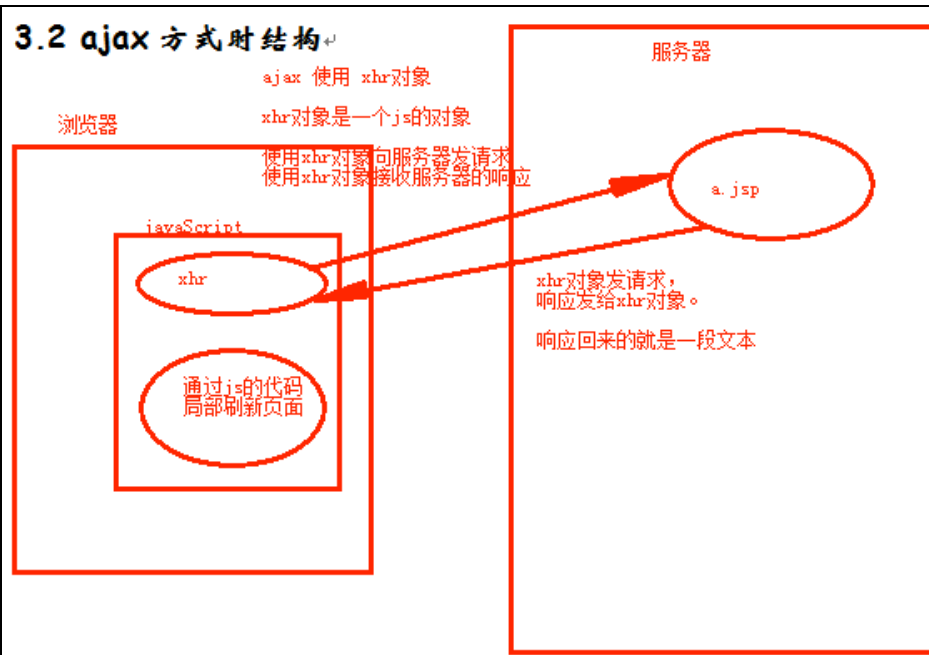 3.2 ajax 方式时结构
服务器
ajax 使用 xhr对象
浏览器
xhr对象是一个js的对象
使用xhr对象向服务器发请求
使用xhr对象接收服务器的响应
a.jsp
javaScript
xhr
xhr对象发请求，
响应发给xhr对象。
响应回来的就是一段文本
通过js的代码
局部刷新页面